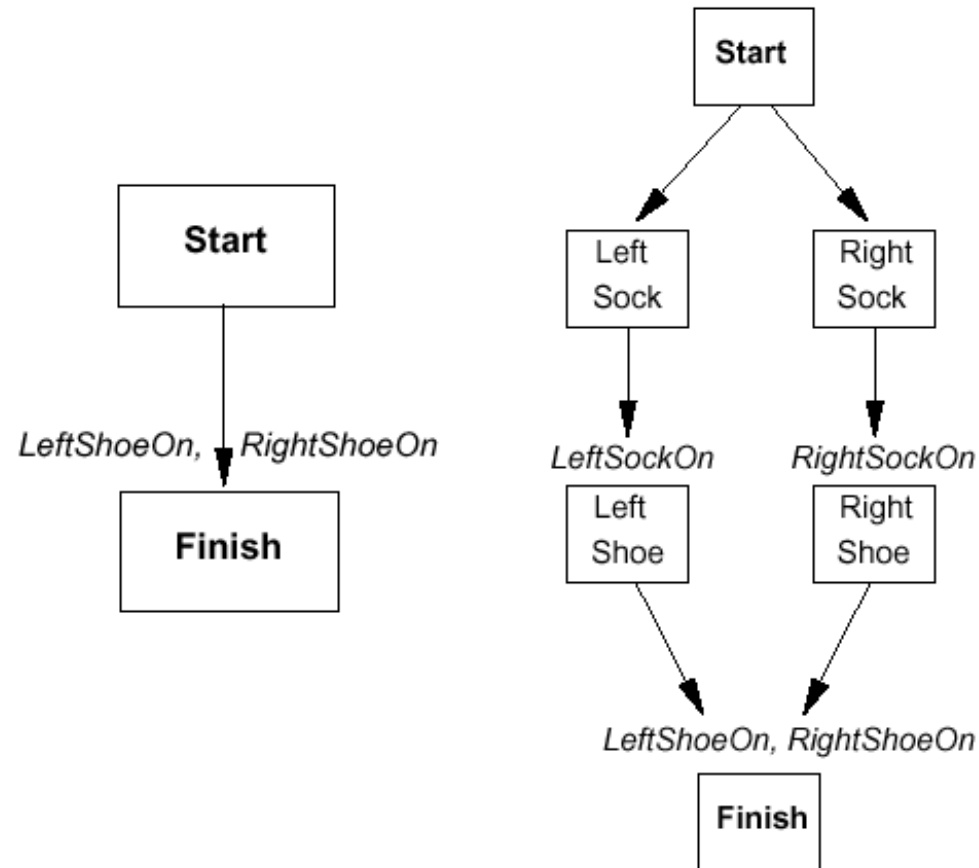 Start
LeftShoeOn, RightShoeOn
Finish
Start
Left
Sock
Right
Sock
LeftSockOn
RightSockOn
Left
Shoe
Right
Shoe
LeftShoeOn, RightShoeOn
Finish